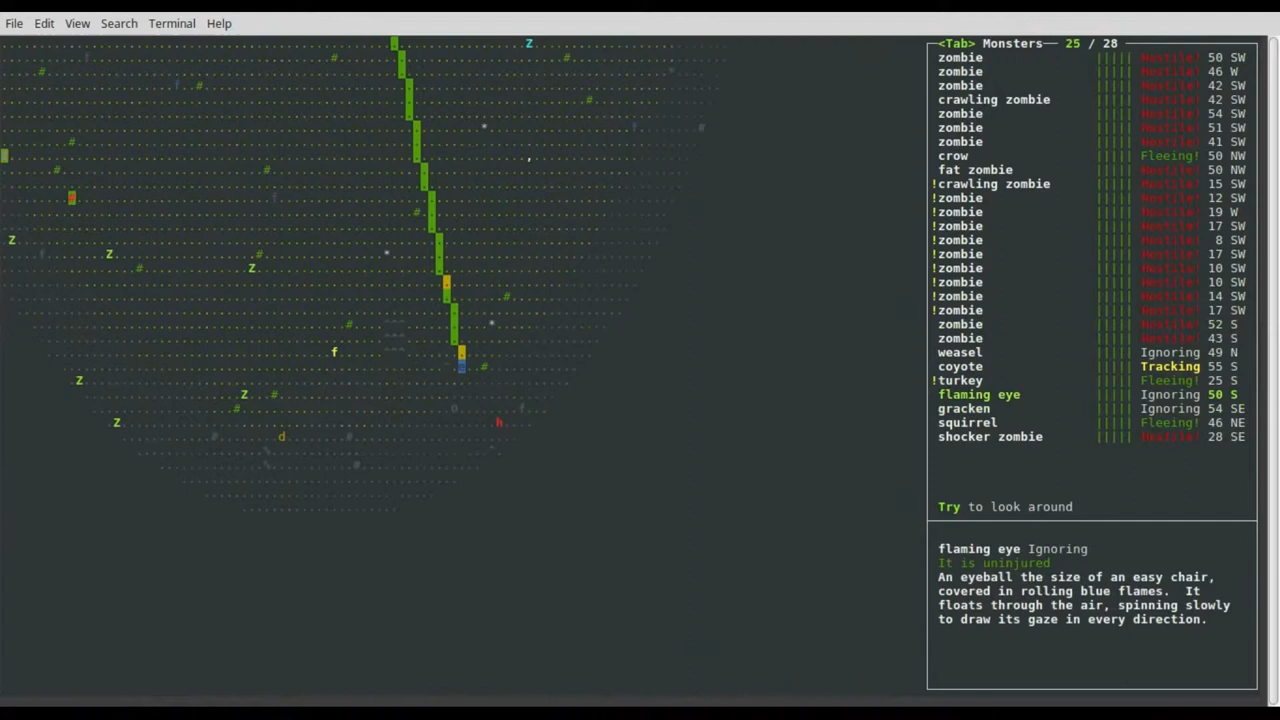 File Edit View Search Terminal Help
<Tab> Monsters 25 / 28
zombie ||||| Hostile! 50 SW
zombie ||||| Hostile! 46 W
zombie ||||| Hostile! 42 SW
crawling zombie ||||| Hostile! 42 SW
zombie ||||| Hostile! 54 SW
zombie ||||| Hostile! 51 SW
zombie ||||| Hostile! 41 SW
crow ||||| Fleeing! 50 NW
fat zombie ||||| Hostile! 50 NW
!crawling zombie ||||| Hostile! 15 SW
!zombie ||||| Hostile! 12 SW
!zombie ||||| Hostile! 19 W
!zombie ||||| Hostile! 17 SW
!zombie ||||| Hostile! 8 SW
!zombie ||||| Hostile! 17 SW
!zombie ||||| Hostile! 10 SW
!zombie ||||| Hostile! 10 SW
!zombie ||||| Hostile! 14 SW
!zombie ||||| Hostile! 17 SW
zombie ||||| Hostile! 52 S
zombie ||||| Hostile! 43 S
weasel ||||| Ignoring 49 N
coyote ||||| Tracking 55 S
!turkey ||||| Fleeing! 25 S
flaming eye ||||| Ignoring 50 S
gracken ||||| Ignoring 54 SE
squirrel ||||| Fleeing! 46 NE
shocker zombie ||||| Hostile! 28 SE
Try to look around
flaming eye Ignoring
It is uninjured
An eyeball the size of an easy chair,
covered in rolling blue flames. It
floats through the air, spinning slowly
to draw its gaze in every direction.